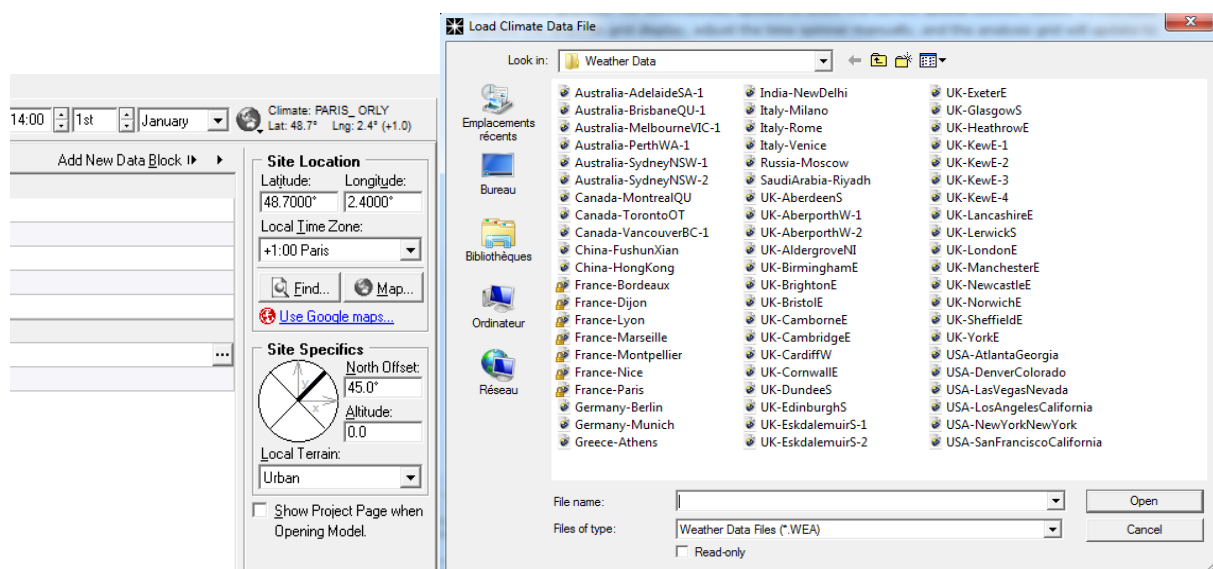 14:00 1st January
Climate: PARIS_ ORLY
Lat: 48.7° Lng: 2.4° (+1.0)
Add New Data Block
Site Location
Latitude: Longitude:
48.7000° 2.4000°
Local Time Zone:
+1:00 Paris
Find... Map...
Use Google maps...
...
Site Specifics
North Offset:
45.0°
y
x
Altitude:
0.0
Local Terrain:
Urban
Show Project Page when
Opening Model.
Load Climate Data File
Look in: Weather Data
Emplacements
récents
Bureau
Bibliothèques
Ordinateur
Réseau
Australia-AdelaideSA-1
Australia-BrisbaneQU-1
Australia-MelbourneVIC-1
Australia-PerthWA-1
Australia-SydneyNSW-1
Australia-SydneyNSW-2
Canada-MontrealQU
Canada-TorontoOT
Canada-VancouverBC-1
China-FushunXian
China-HongKong
France-Bordeaux
France-Dijon
France-Lyon
France-Marseille
France-Montpellier
France-Nice
France-Paris
Germany-Berlin
Germany-Munich
Greece-Athens
India-NewDelhi
Italy-Milano
Italy-Rome
Italy-Venice
Russia-Moscow
SaudiArabia-Riyadh
UK-AberdeenS
UK-AberporthW-1
UK-AberporthW-2
UK-AldergroveNI
UK-BirminghamE
UK-BrightonE
UK-BristolE
UK-CamborneE
UK-CambridgeE
UK-CardiffW
UK-CornwallE
UK-DundeeS
UK-EdinburghS
UK-EskdalemuirS-1
UK-EskdalemuirS-2
UK-ExeterE
UK-GlasgowS
UK-HeathrowE
UK-KewE-1
UK-KewE-2
UK-KewE-3
UK-KewE-4
UK-LancashireE
UK-LerwickS
UK-LondonE
UK-ManchesterE
UK-NewcastleE
UK-NorwichE
UK-SheffieldE
UK-YorkE
USA-AtlantaGeorgia
USA-DenverColorado
USA-LasVegasNevada
USA-LosAngelesCalifornia
USA-NewYorkNewYork
USA-SanFranciscoCalifornia
File name: Open
Files of type: Weather Data Files (*.WEA) Cancel
Read-only